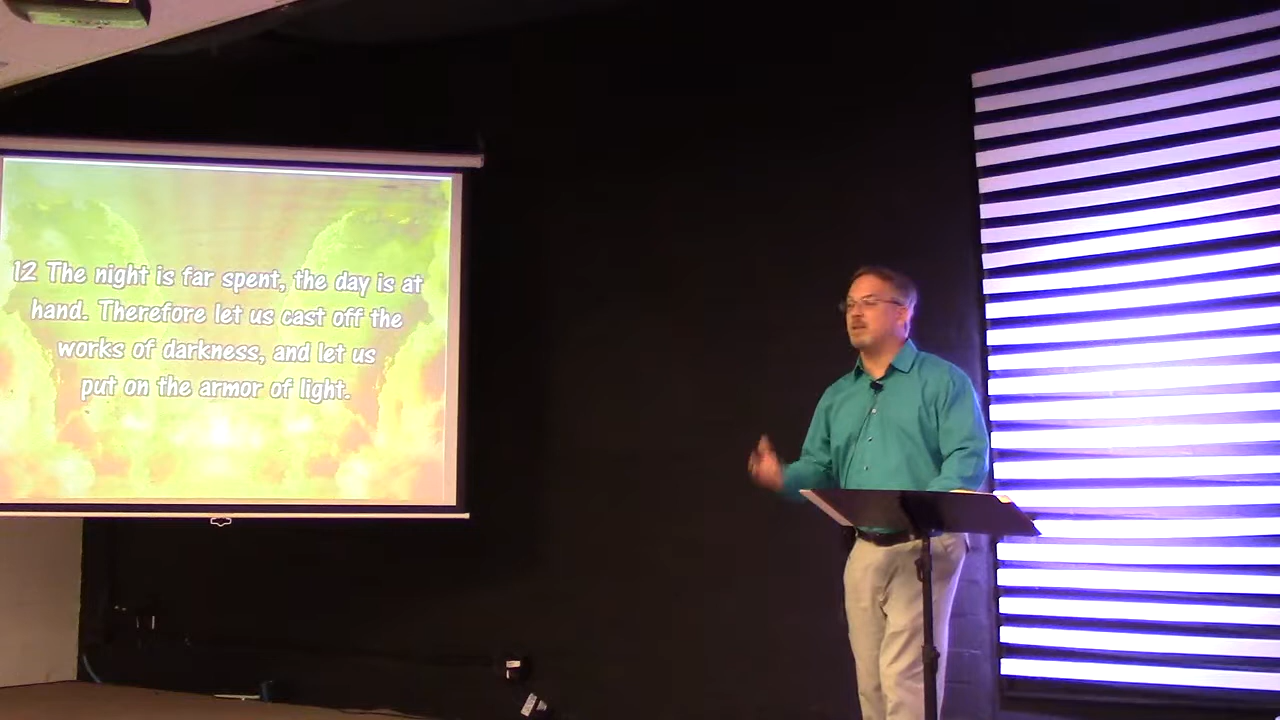 12 The night is far spent, the day is at
hand. Therefore let us cast off the
works of darkness, and let us
put on the armor of light.